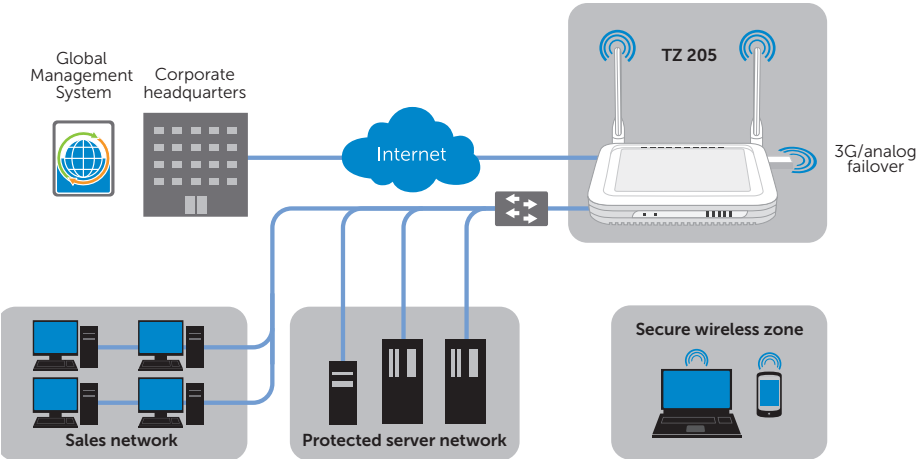 Global
Management
System
Corporate
headquarters
Internet
TZ 205
3G/analog
failover
Sales network
Protected server network
Secure wireless zone